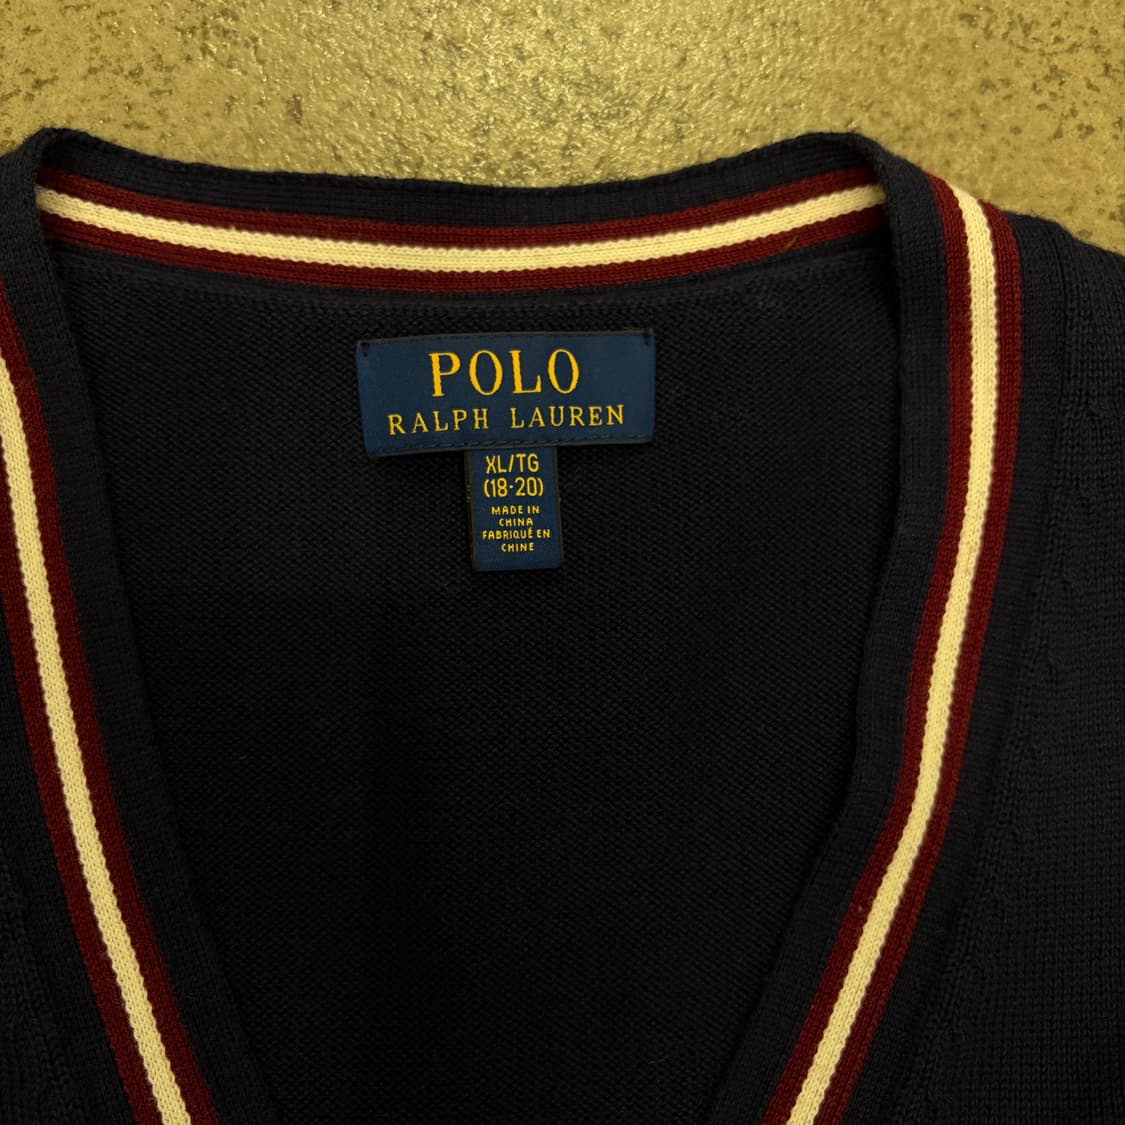 POLO
RALPH LAUREN
XL/TG
(18-20)
MADE IN
CHINA
FABRIQUÉ EN
CHINE